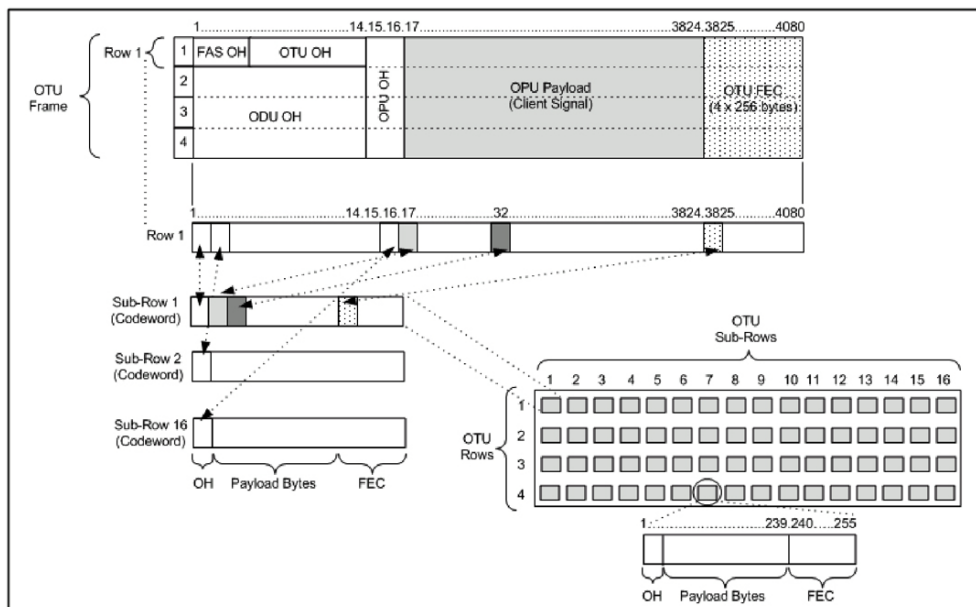 1............................................14.15.16.17.............................................................................3824.3825.................4080
Row 1
1 FAS OH OTU OH
OTU
Frame
2
3
4
ODU OH
OPU OH
OPU Payload
(Client Signal)
OTU FEC
(4 x 256 bytes)
1............................................14.15.16.17......................32.....................................................3824.3825.................4080
Row 1
Sub-Row 1
(Codeword)
Sub-Row 2
(Codeword)
Sub-Row 16
(Codeword)
OH Payload Bytes FEC
OTU
Sub-Rows
1 2 3 4 5 6 7 8 9 10 11 12 13 14 15 16
OTU
Rows
1
2
3
4
1..............................239.240.......255
OH Payload Bytes FEC